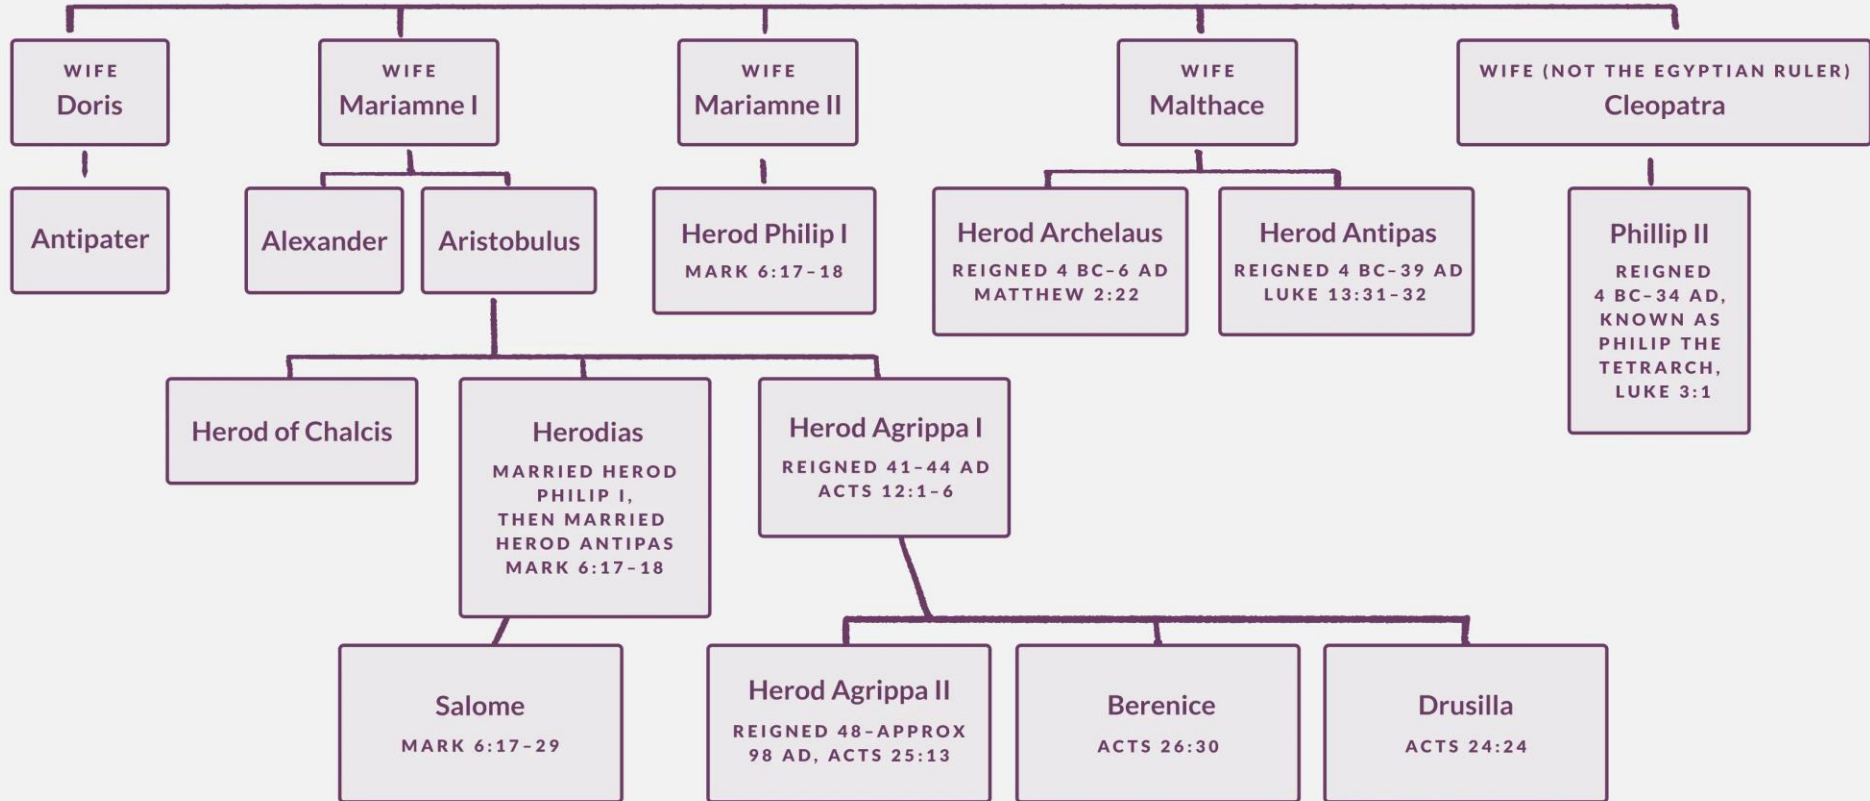 WIFE
Doris
WIFE
Mariamne I
WIFE
Mariamne II
WIFE
Malthace
WIFE (NOT THE EGYPTIAN RULER)
Cleopatra
Antipater
Alexander
Aristobulus
Herod Philip I
MARK 6:17–18
Herod Archelaus
REIGNED 4 BC–6 AD
MATTHEW 2:22
Herod Antipas
REIGNED 4 BC–39 AD
LUKE 13:31–32
Phillip II
REIGNED
4 BC–34 AD,
KNOWN AS
PHILIP THE
TETRARCH,
LUKE 3:1
Herod of Chalcis
Herodias
MARRIED HEROD
PHILIP I,
THEN MARRIED
HEROD ANTIPAS
MARK 6:17–18
Herod Agrippa I
REIGNED 41–44 AD
ACTS 12:1–6
Salome
MARK 6:17–29
Herod Agrippa II
REIGNED 48–APPROX
98 AD, ACTS 25:13
Berenice
ACTS 26:30
Drusilla
ACTS 24:24